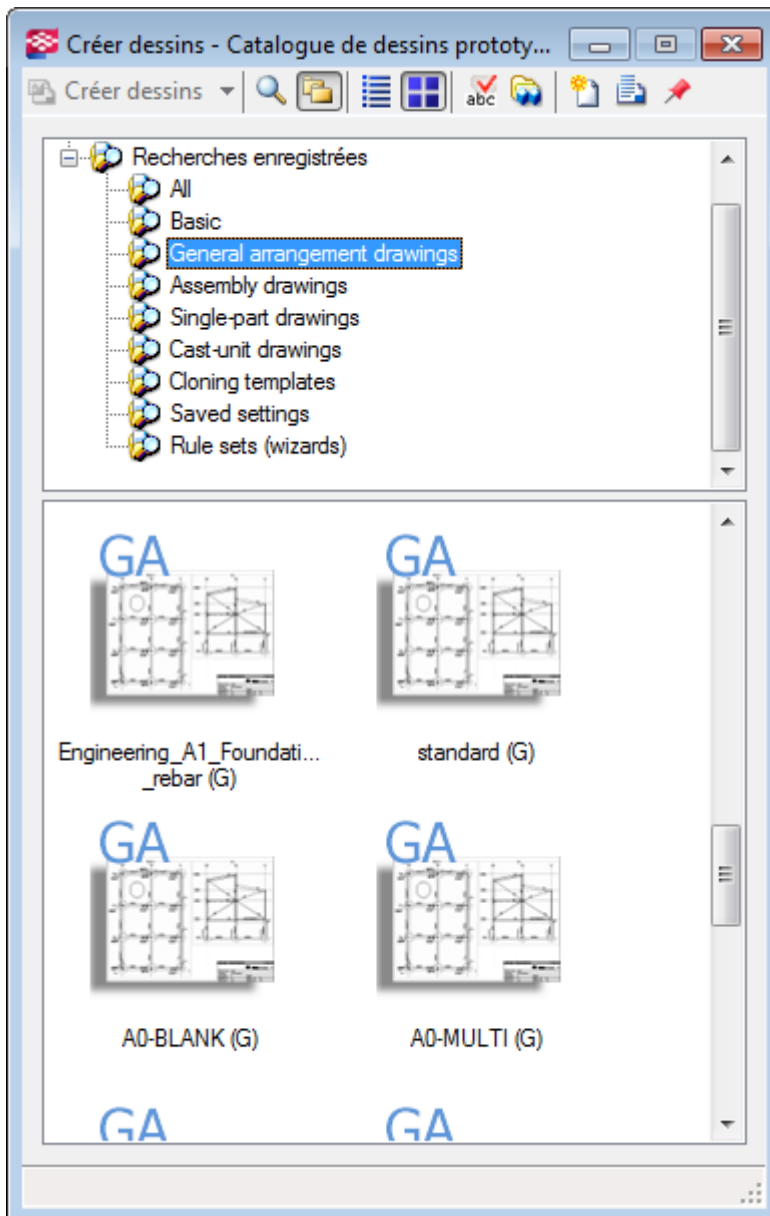 Créer dessins - Catalogue de dessins prototy...
Créer dessins
abc
Recherches enregistrées
All
Basic
General arrangement drawings
Assembly drawings
Single-part drawings
Cast-unit drawings
Cloning templates
Saved settings
Rule sets (wizards)
GA
GA
Engineering_A1_Foundati...
_rebar (G)
standard (G)
GA
GA
A0-BLANK (G)
A0-MULTI (G)
GA
GA